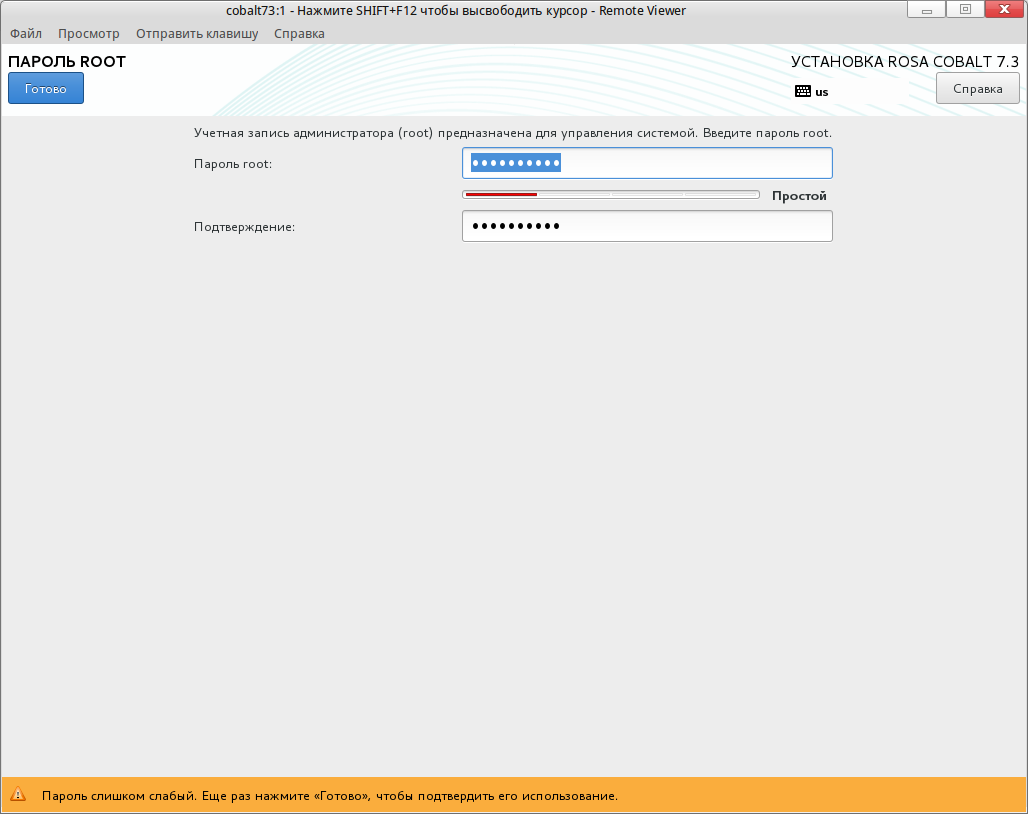 cobalt73:1 - Нажмите SHIFT+F12 чтобы высвободить курсор - Remote Viewer
Файл Просмотр Отправить клавишу Справка
ПАРОЛЬ ROOT
УСТАНОВКА ROSA COBALT 7.3
Готово
us
Справка
Учетная запись администратора (root) предназначена для управления системой. Введите пароль root.
Пароль root: ●●●●●●●●●●
Простой
Подтверждение: ●●●●●●●●●●
Пароль слишком слабый. Еще раз нажмите «Готово», чтобы подтвердить его использование.